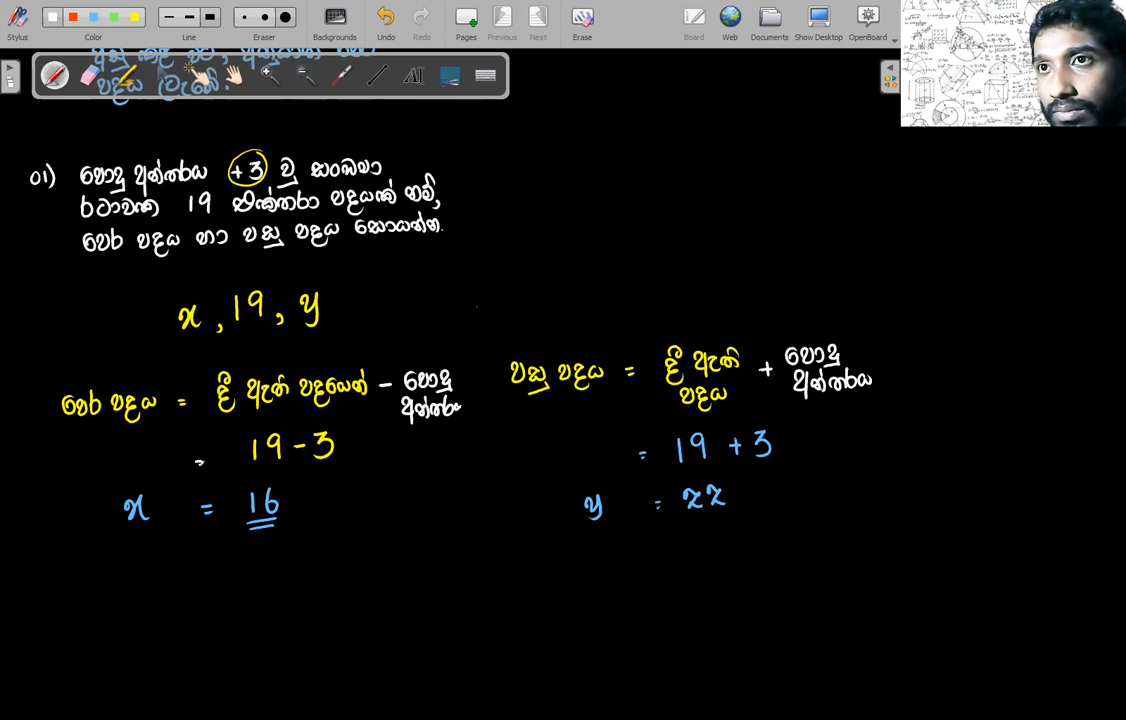 Color
Line
Eraser
Backgrounds
Undo
Redo
Pages
Previous
Next
Erase
Board
Web
Documents
Show Desktop
OpenBoard
Stylus
පදය ලැබේ.
01) පොදු අන්තරය +3 වූ සංඛ්‍යා
රටාවක 19 එක්තරා පදයක් නම්,
පෙර පදය හා පසු පදය සොයන්න.
x, 19, y
පෙර පදය = දී ඇති පදයෙන් - පොදු අන්තරය
= 19 - 3
x = 16
පසු පදය = දී ඇති පදය + පොදු අන්තරය
= 19 + 3
y = 22